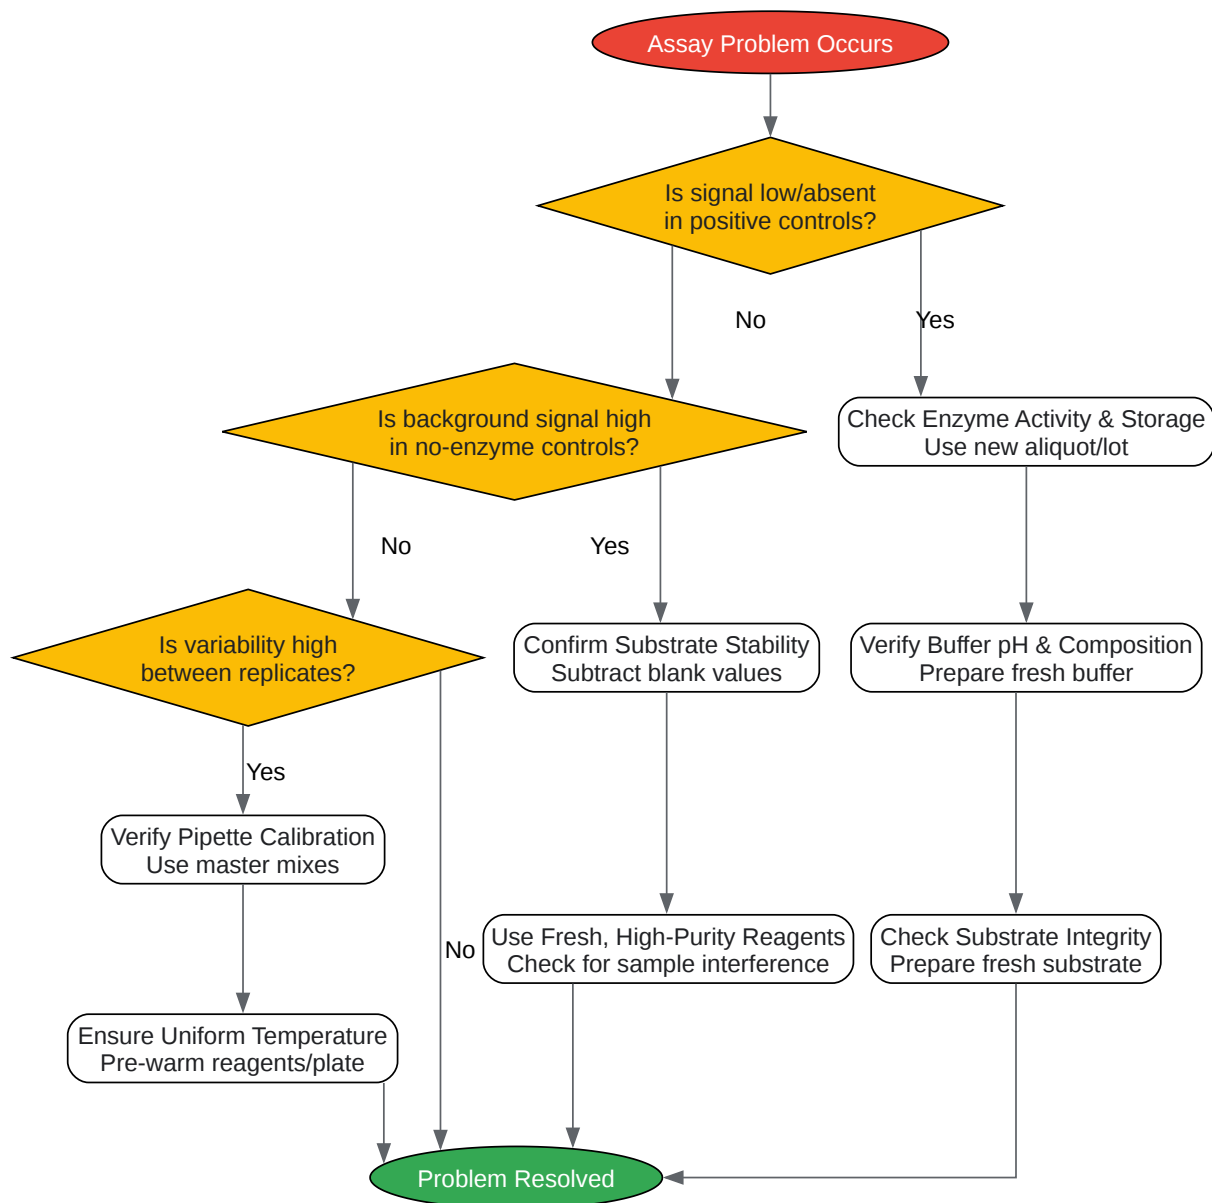 Assay Problem Occurs
Is signal low/absent
in positive controls?
No
Yes
Is background signal high
in no-enzyme controls?
Check Enzyme Activity & Storage
Use new aliquot/lot
No
Yes
Is variability high
between replicates?
Confirm Substrate Stability
Subtract blank values
Verify Buffer pH & Composition
Prepare fresh buffer
Yes
Verify Pipette Calibration
Use master mixes
No
Use Fresh, High-Purity Reagents
Check for sample interference
Check Substrate Integrity
Prepare fresh substrate
Ensure Uniform Temperature
Pre-warm reagents/plate
Problem Resolved